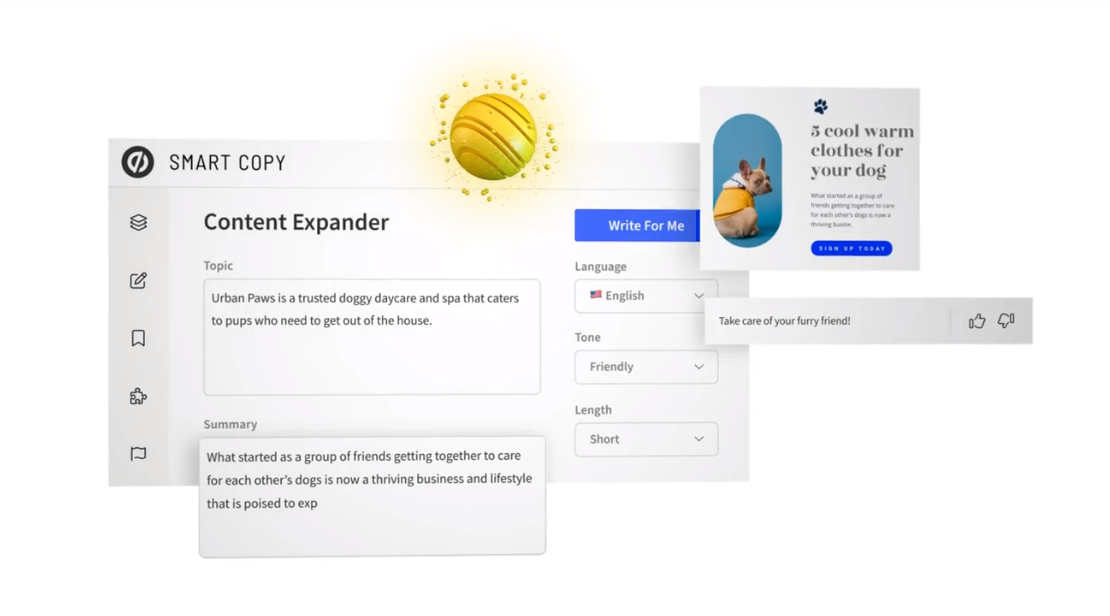 SMART COPY
Content Expander
Topic
Urban Paws is a trusted doggy daycare and spa that caters
to pups who need to get out of the house.
Summary
What started as a group of friends getting together to care
for each other's dogs is now a thriving business and lifestyle
that is poised to exp
Write For Me
Language
English
Tone
Friendly
Length
Short
5 cool warm
clothes for
your dog
What started as a group of
friends getting together to care
for each other's dogs is now a
thriving busine
SIGN UP TODAY
Take care of your furry friend!